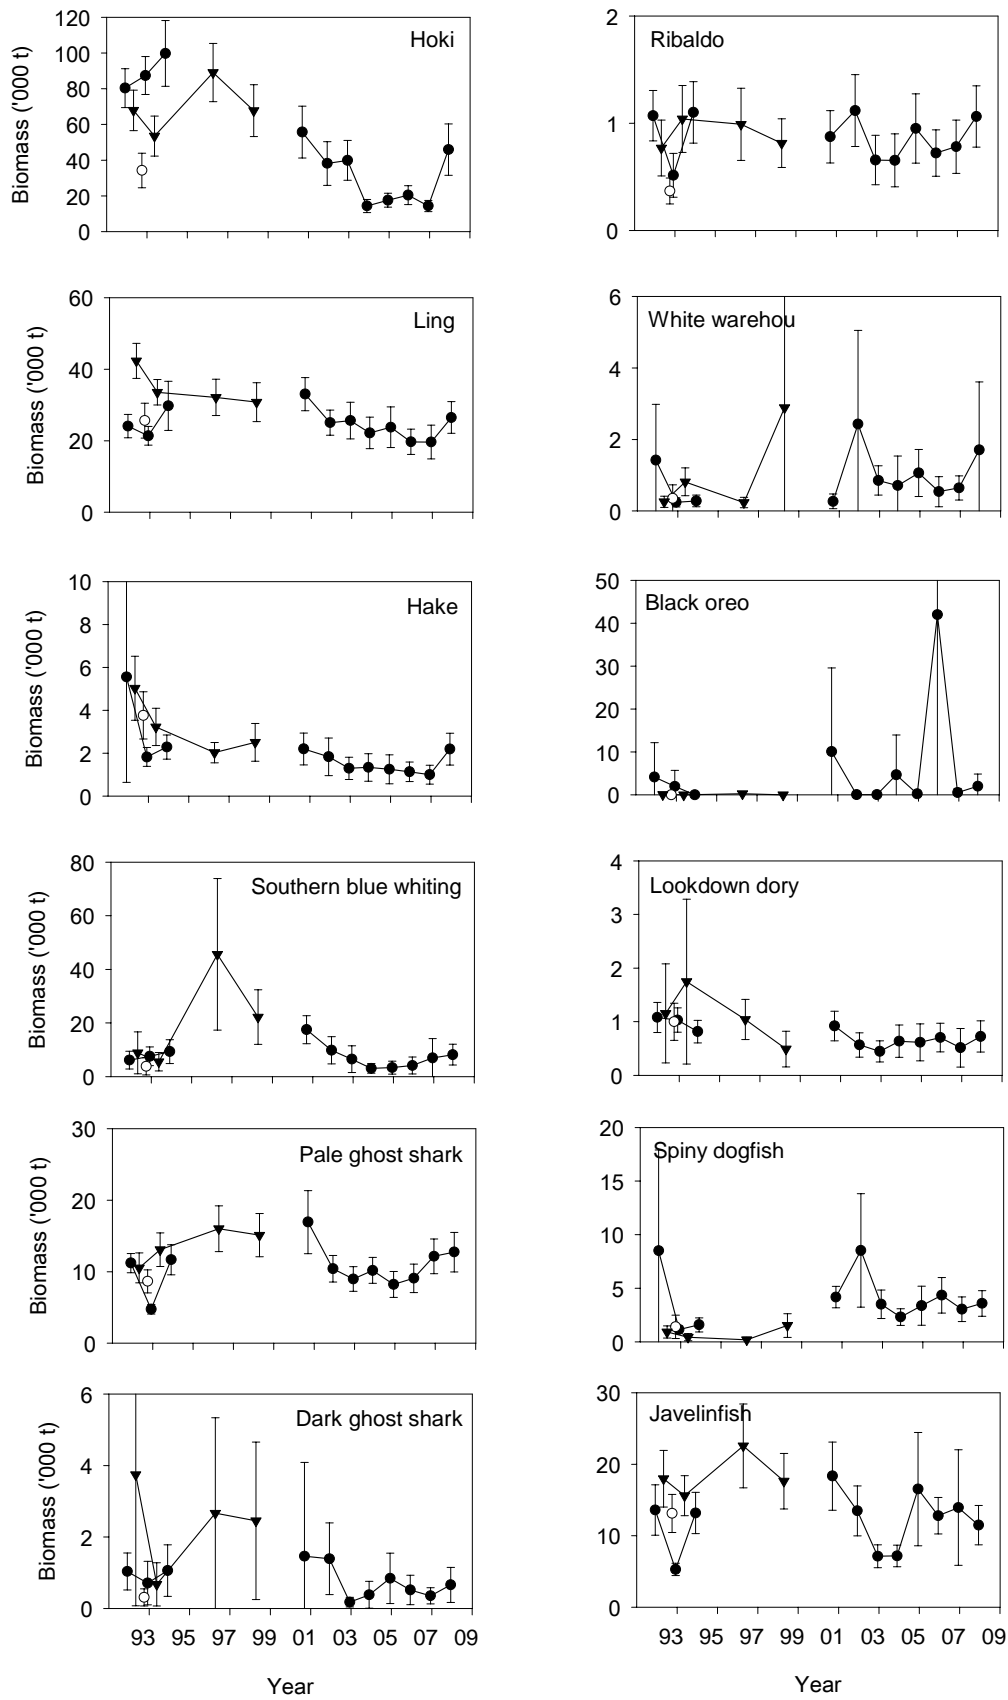 Biomass ('000 t)
120
100
80
60
40
20
0
Hoki
2
1
0
Ribaldo
Biomass ('000 t)
60
40
20
0
Ling
6
4
2
0
White warehou
Biomass ('000 t)
10
8
6
4
2
0
Hake
50
40
30
20
10
0
Black oreo
Biomass ('000 t)
80
60
40
20
0
Southern blue whiting
4
3
2
1
0
Lookdown dory
Biomass ('000 t)
30
20
10
0
Pale ghost shark
20
15
10
5
0
Spiny dogfish
Biomass ('000 t)
6
4
2
0
Dark ghost shark
30
20
10
0
Javelinfish
93 95 97 99 01 03 05 07 09
Year
93 95 97 99 01 03 05 07 09
Year